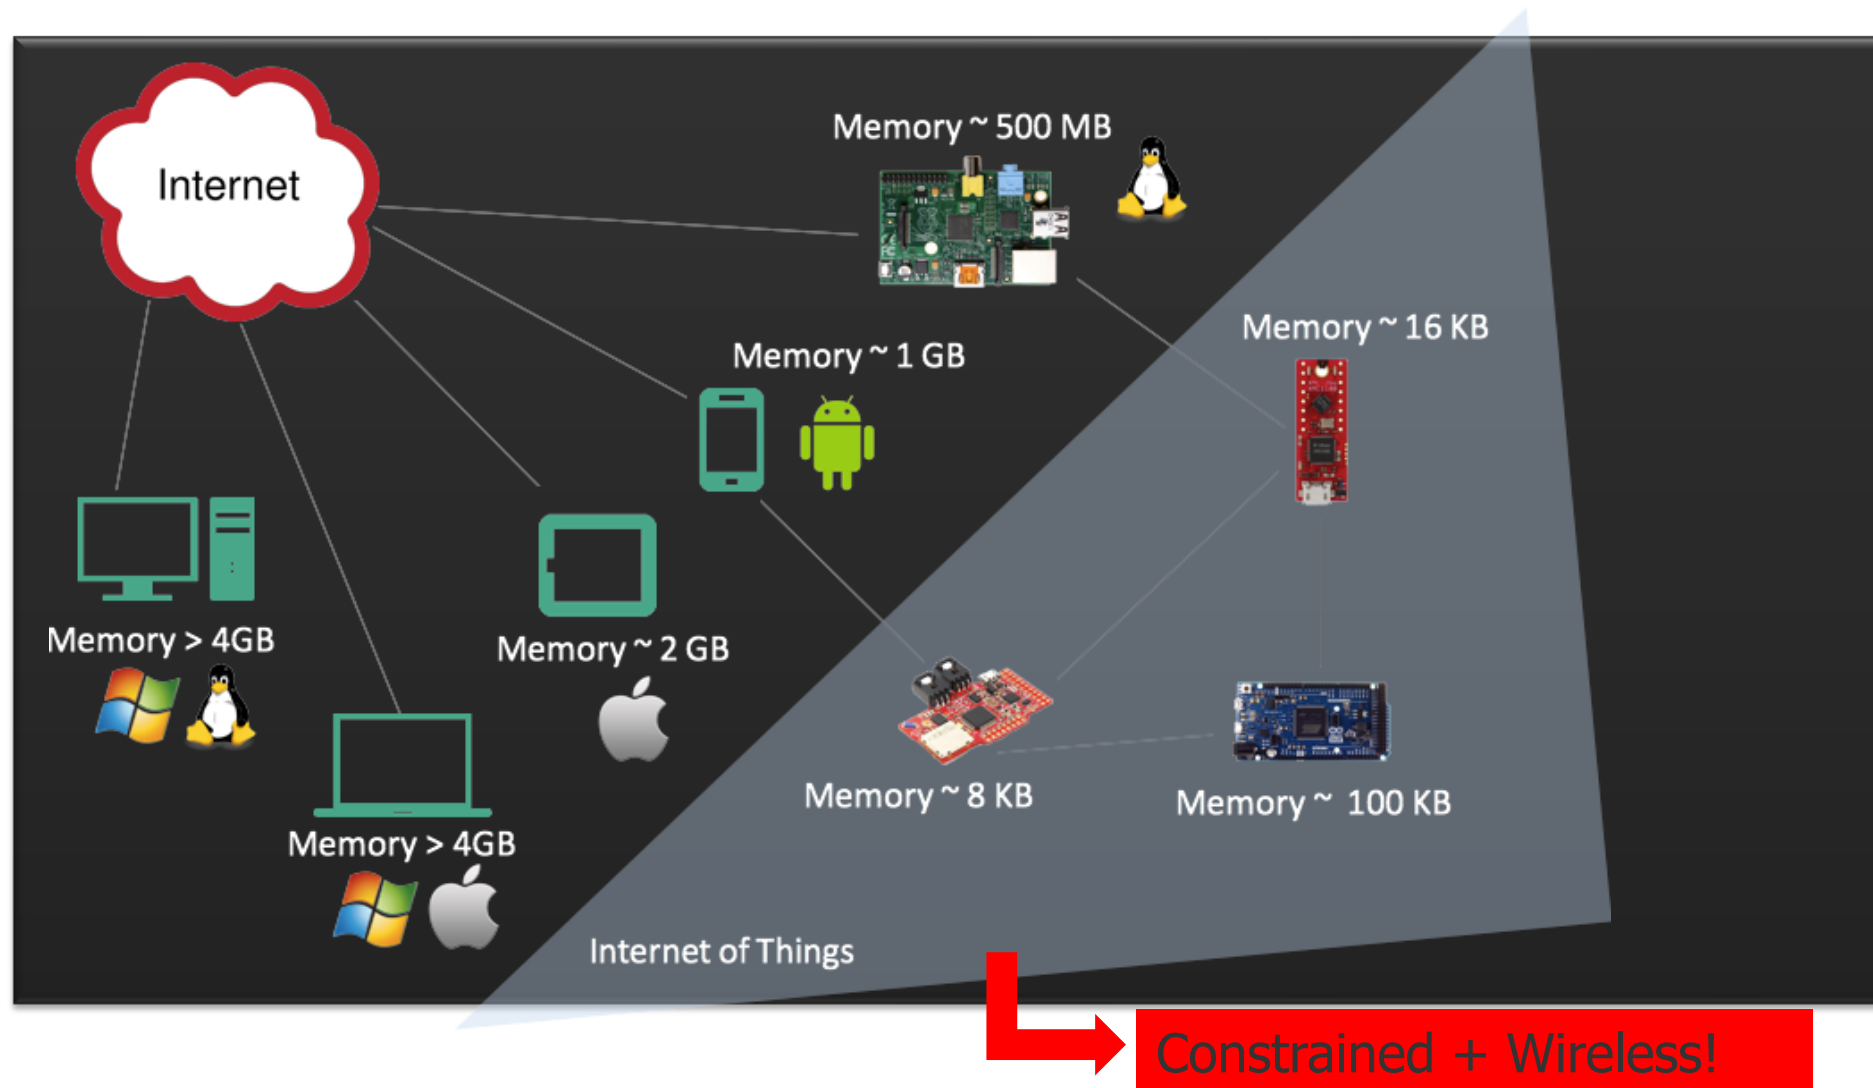 Internet
Memory ~ 500 MB
Memory ~ 16 KB
Memory ~ 1 GB
Memory > 4GB
Memory ~ 2 GB
Memory > 4GB
Memory ~ 8 KB
Memory ~ 100 KB
Internet of Things
Constrained + Wireless!